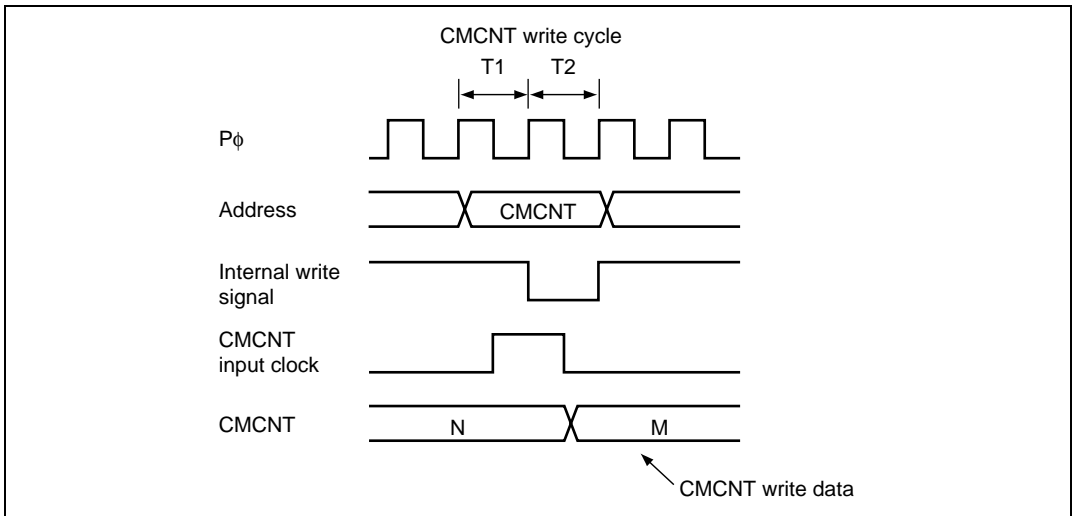 CMCNT write cycle
T1 T2
Pϕ
Address
CMCNT
Internal write
signal
CMCNT
input clock
CMCNT
N
M
CMCNT write data